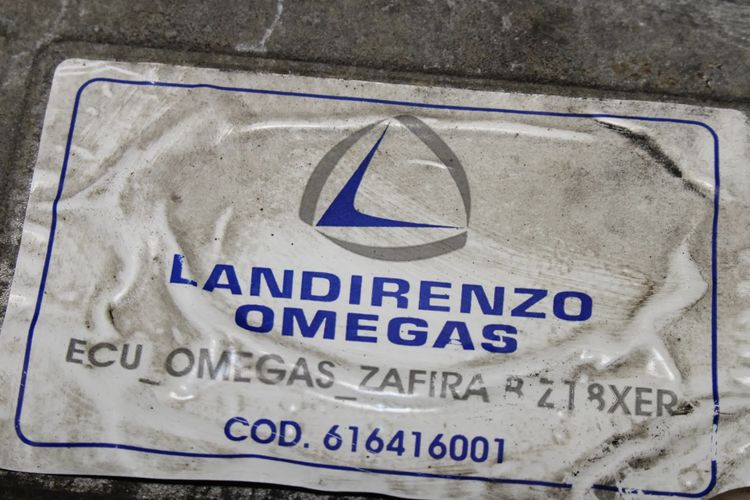 LANDIRENZO
OMEGAS
ECU_OMEGAS_ZAFIRA B Z18XER
COD. 616416001